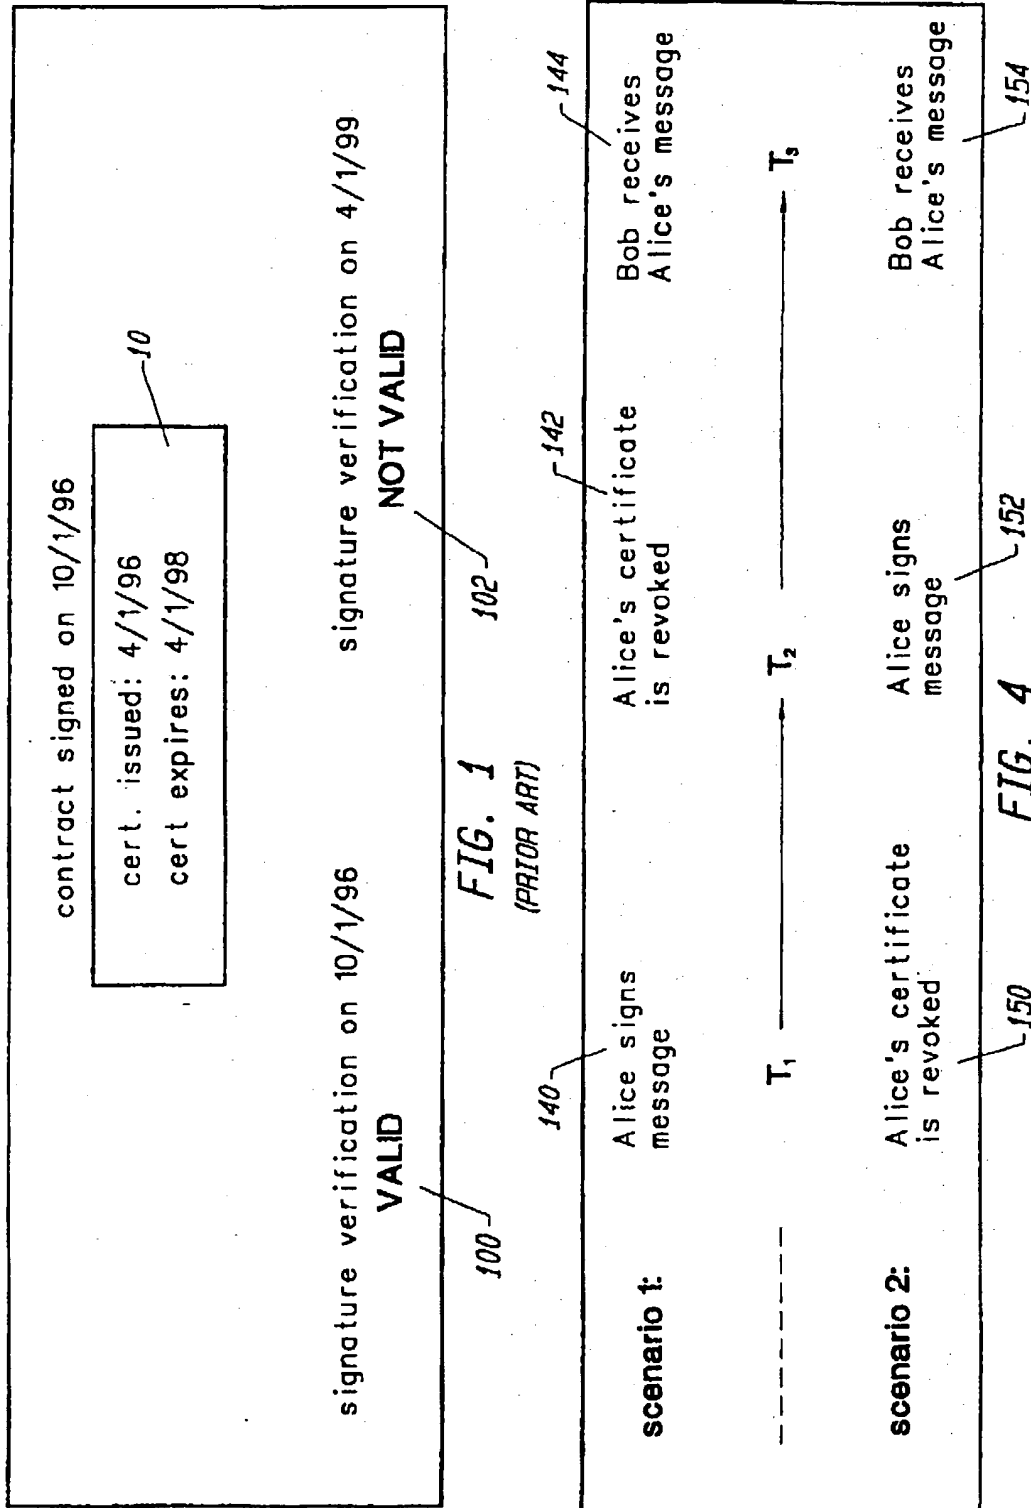 contract signed on 10/1/96
cert. issued: 4/1/96
cert expires: 4/1/98
10
signature verification on 10/1/96
VALID
100
signature verification on 4/1/99
NOT VALID
102
FIG. 1
(PRIOR ART)
140
142
144
scenario 1:
Alice signs
message
Alice's certificate
is revoked
Bob receives
Alice's message
T₁
T₂
T₃
scenario 2:
Alice's certificate
is revoked
Alice signs
message
Bob receives
Alice's message
150
152
154
FIG. 4